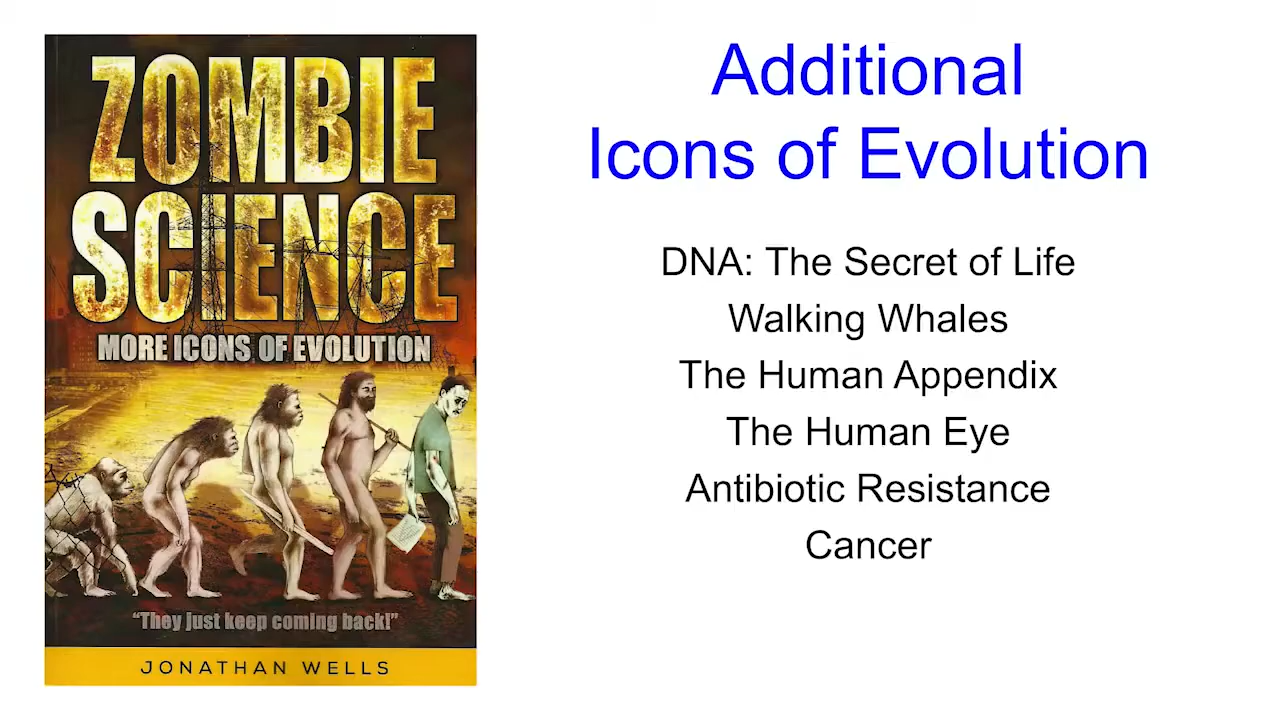 ZOMBIE
SCIENCE
MORE ICONS OF EVOLUTION
“They just keep coming back!”
JONATHAN WELLS
Additional
Icons of Evolution
DNA: The Secret of Life
Walking Whales
The Human Appendix
The Human Eye
Antibiotic Resistance
Cancer